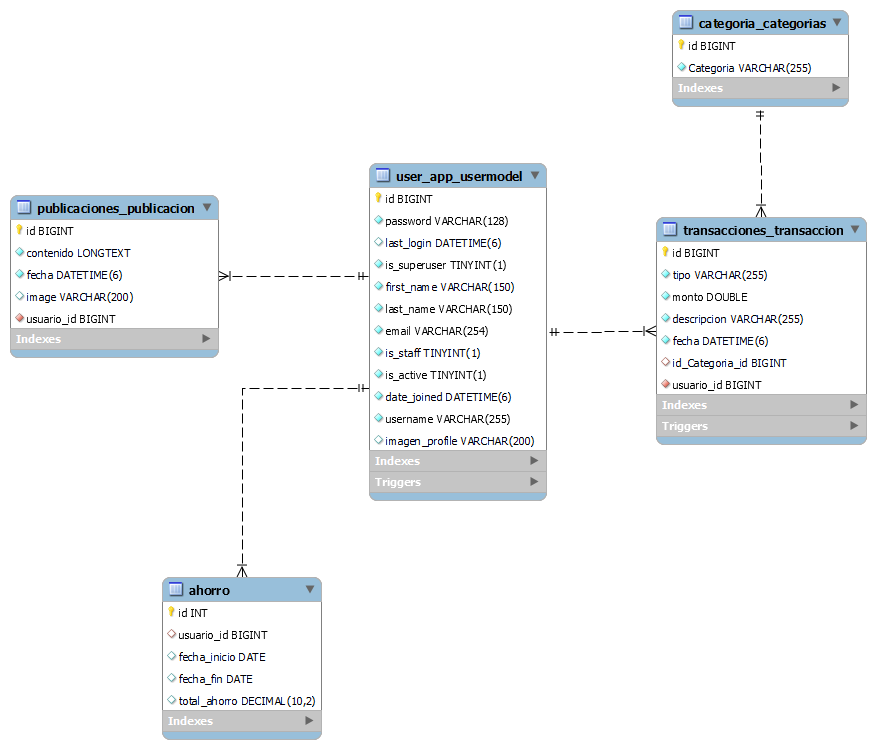 categoria_categorias
id BIGINT
Categoria VARCHAR(255)
Indexes
publicaciones_publicacion
id BIGINT
contenido LONGTEXT
fecha DATETIME(6)
image VARCHAR(200)
usuario_id BIGINT
Indexes
user_app_usermodel
id BIGINT
password VARCHAR(128)
last_login DATETIME(6)
is_superuser TINYINT(1)
first_name VARCHAR(150)
last_name VARCHAR(150)
email VARCHAR(254)
is_staff TINYINT(1)
is_active TINYINT(1)
date_joined DATETIME(6)
username VARCHAR(255)
imagen_profile VARCHAR(200)
Indexes
Triggers
transacciones_transaccion
id BIGINT
tipo VARCHAR(255)
monto DOUBLE
descripcion VARCHAR(255)
fecha DATETIME(6)
id_Categoria_id BIGINT
usuario_id BIGINT
Indexes
Triggers
ahorro
id INT
usuario_id BIGINT
fecha_inicio DATE
fecha_fin DATE
total_ahorro DECIMAL(10,2)
Indexes